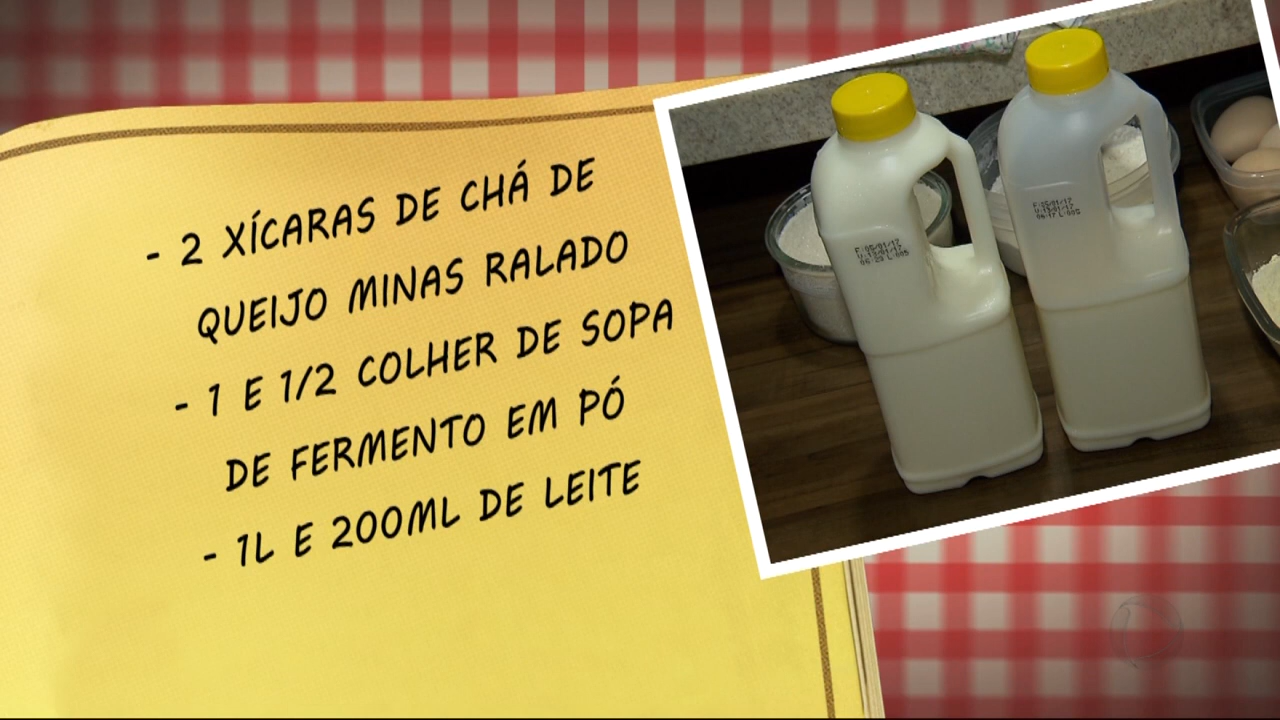 - 2 XÍCARAS DE CHÁ DE
QUEIJO MINAS RALADO
- 1 E 1/2 COLHER DE SOPA
DE FERMENTO EM PÓ
- 1L E 200ML DE LEITE